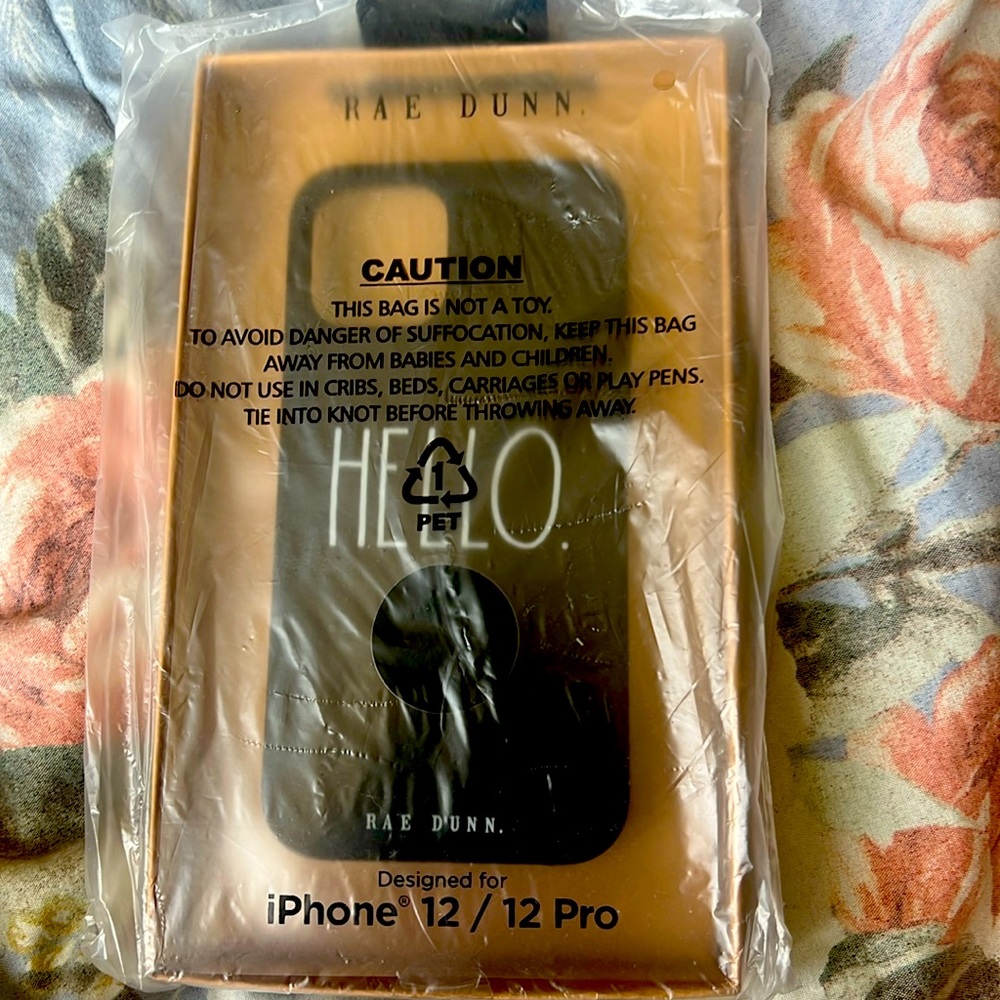 RAE DUNN.
CAUTION
THIS BAG IS NOT A TOY.
TO AVOID DANGER OF SUFFOCATION, KEEP THIS BAG
AWAY FROM BABIES AND CHILDREN.
DO NOT USE IN CRIBS, BEDS, CARRIAGES OR PLAY PENS.
TIE INTO KNOT BEFORE THROWING AWAY.
HELLO.
1
PET
RAE DUNN.
Designed for
iPhone® 12 / 12 Pro